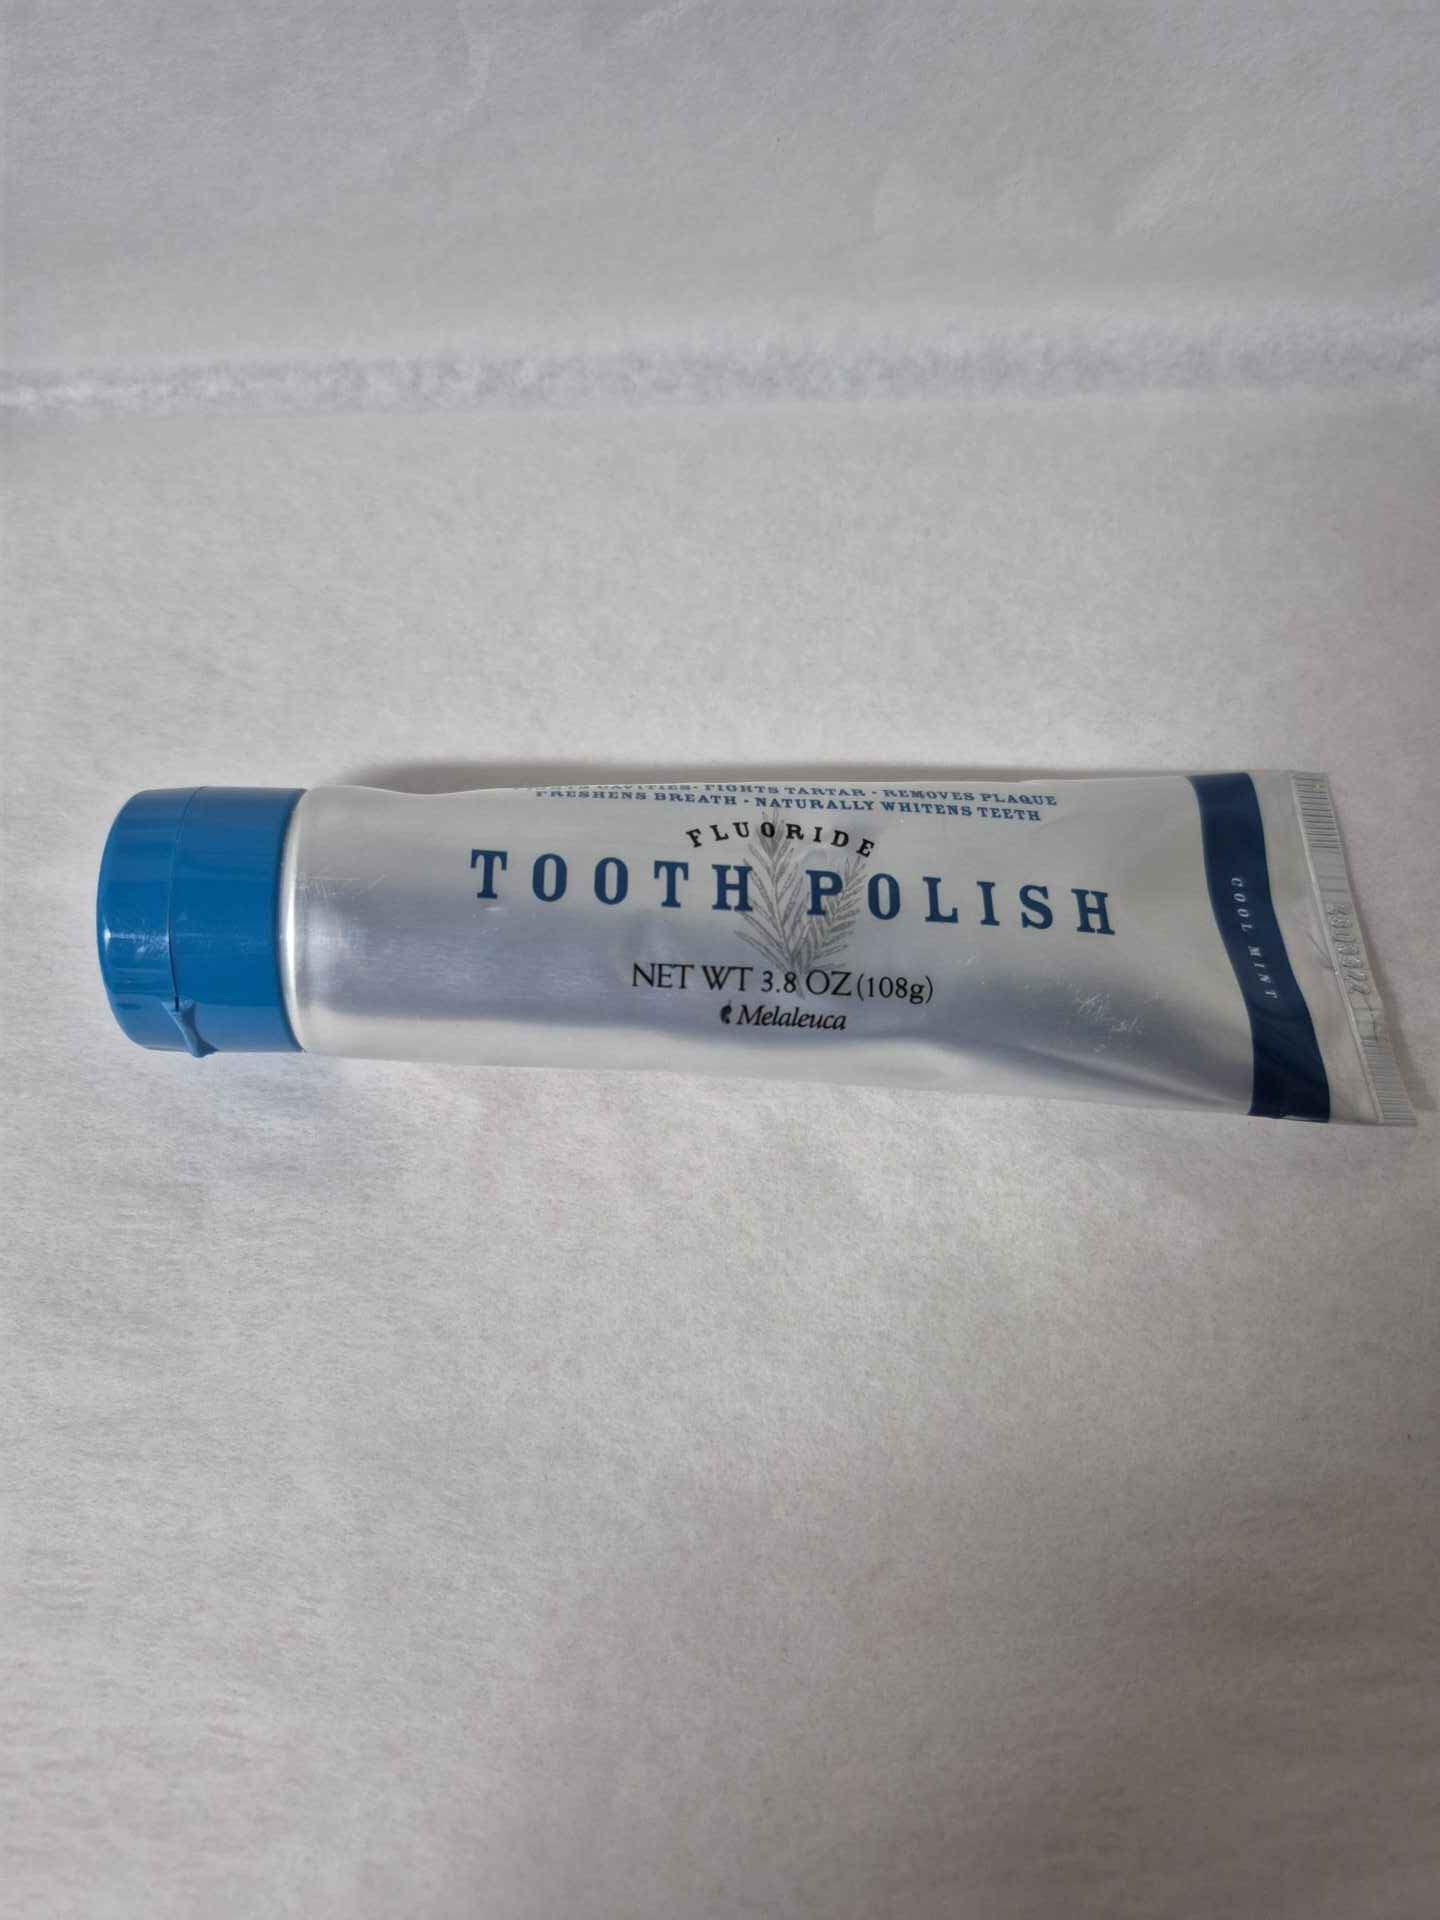 CAVITIES · FIGHTS TARTAR · REMOVES PLAQUE
FRESHENS BREATH · NATURALLY WHITENS TEETH
FLUORIDE
TOOTH POLISH
NET WT 3.8 OZ (108g)
Melaleuca
COOL MINT